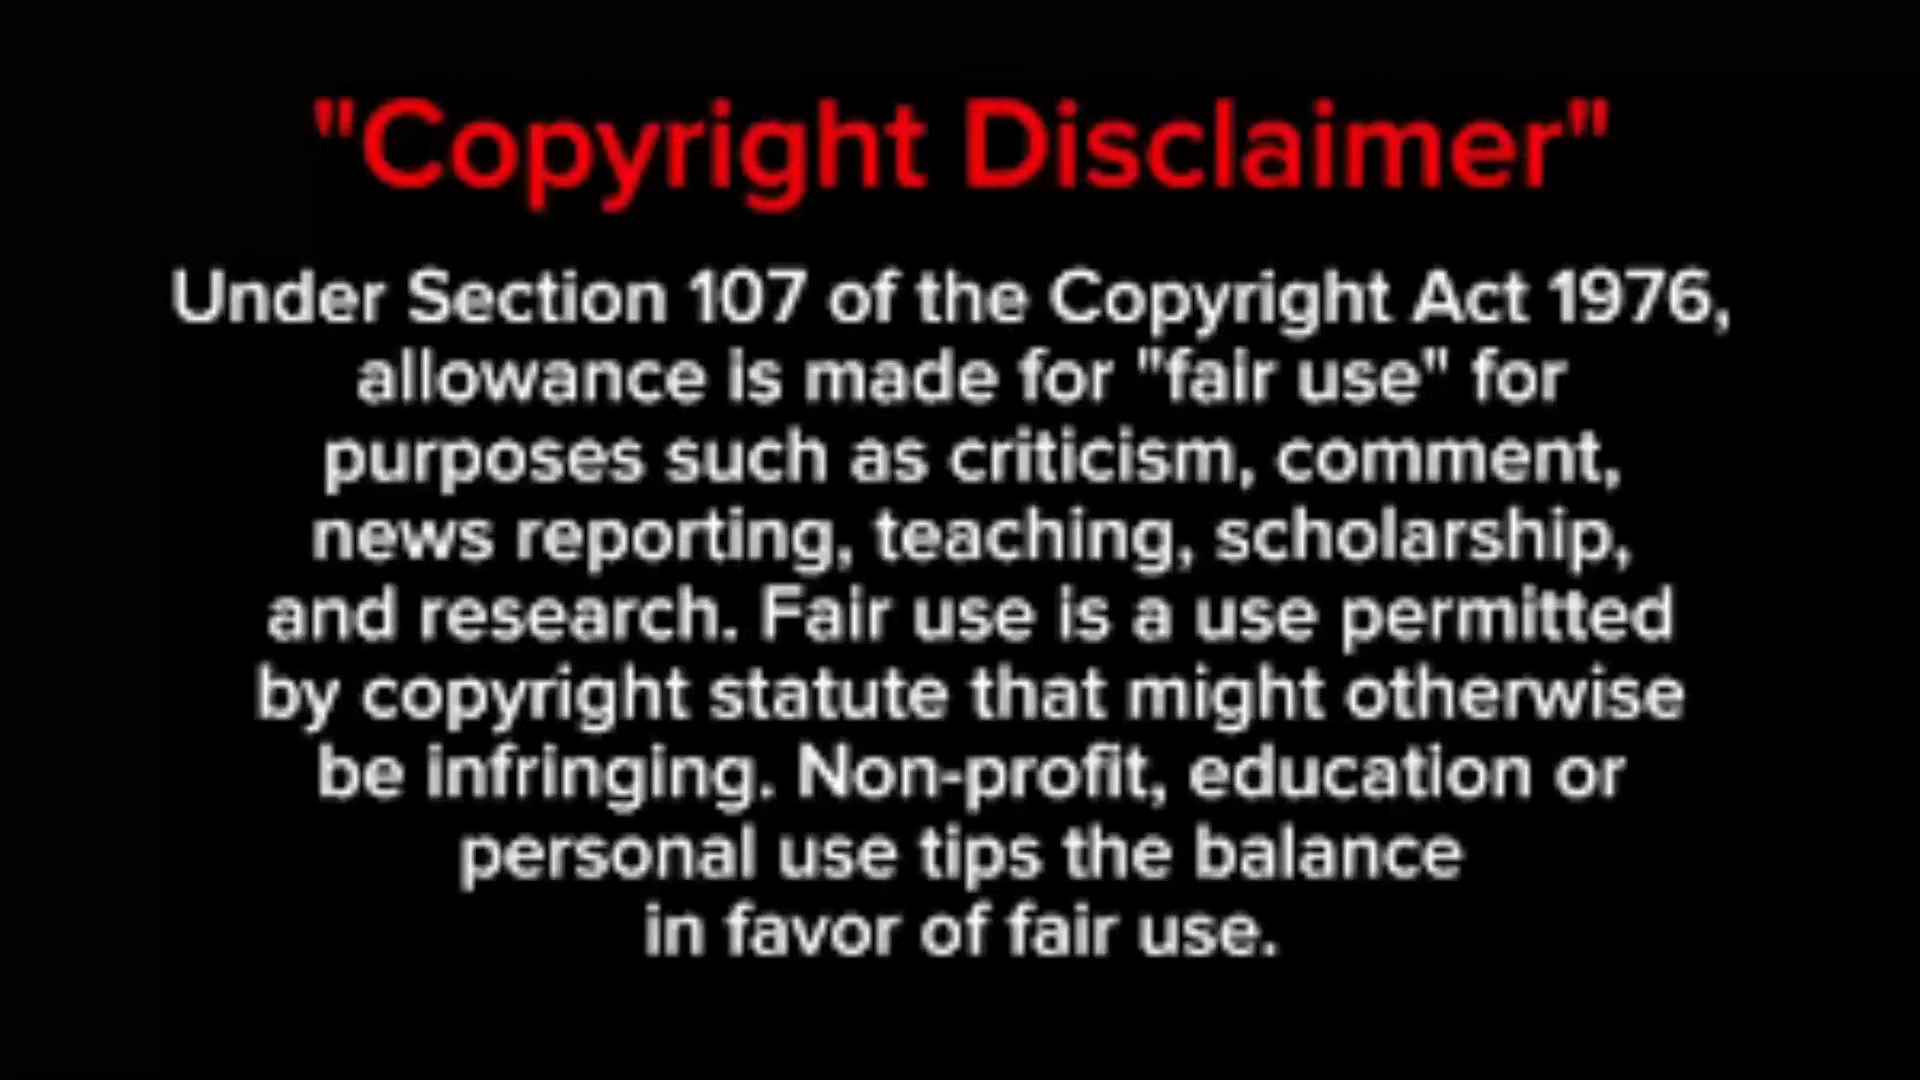 "Copyright Disclaimer"
Under Section 107 of the Copyright Act 1976,
allowance is made for "fair use" for
purposes such as criticism, comment,
news reporting, teaching, scholarship,
and research. Fair use is a use permitted
by copyright statute that might otherwise
be infringing. Non-profit, education or
personal use tips the balance
in favor of fair use.